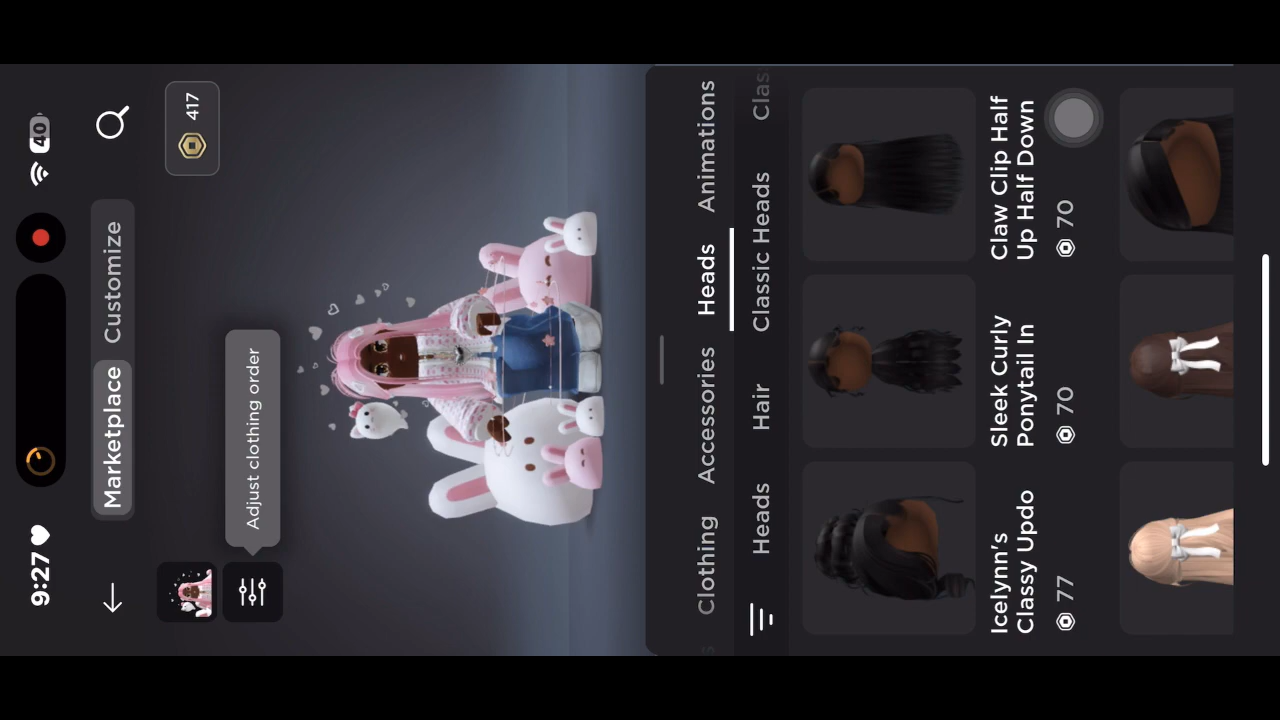 9:27
40
Marketplace
Customize
417
Adjust clothing order
Clothing
Accessories
Heads
Animations
Heads
Hair
Classic Heads
Clas
Icelynn's
Classy Updo
77
Sleek Curly
Ponytail In
70
Claw Clip Half
Up Half Down
70